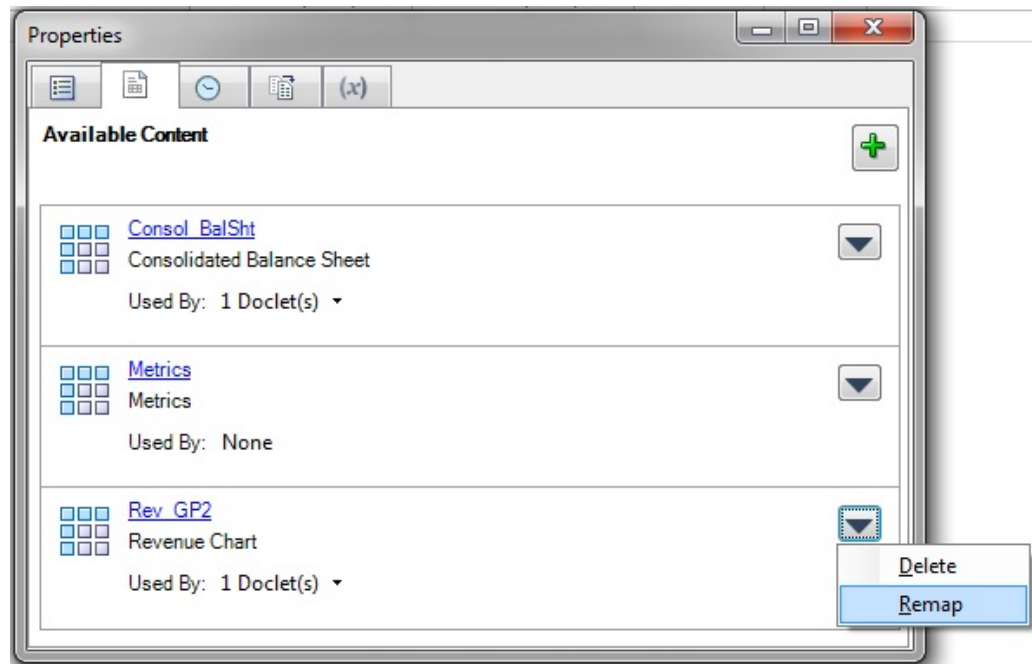 Properties
(x)
Available Content
Consol_BalSht
Consolidated Balance Sheet
Used By: 1 Doclet(s)
Metrics
Metrics
Used By: None
Rev_GP2
Revenue Chart
Used By: 1 Doclet(s)
Delete
Remap